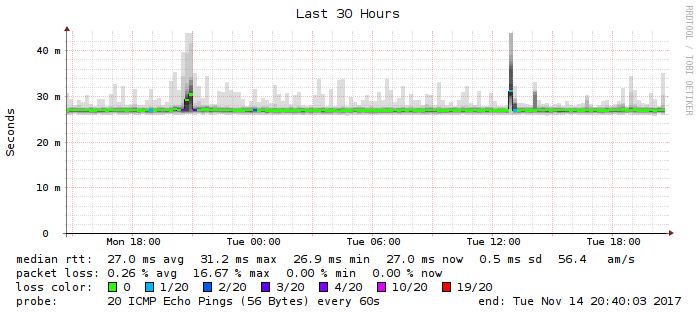 Last 30 Hours
RRDTOOL / TOBI OETIKER
Seconds
40 m
30 m
20 m
10 m
0
Mon 18:00 Tue 00:00 Tue 06:00 Tue 12:00 Tue 18:00
median rtt: 27.0 ms avg 31.2 ms max 26.9 ms min 27.0 ms now 0.5 ms sd 56.4 am/s
packet loss: 0.26 % avg 16.67 % max 0.00 % min 0.00 % now
loss color: 0 1/20 2/20 3/20 4/20 10/20 19/20
probe: 20 ICMP Echo Pings (56 Bytes) every 60s end: Tue Nov 14 20:40:03 2017